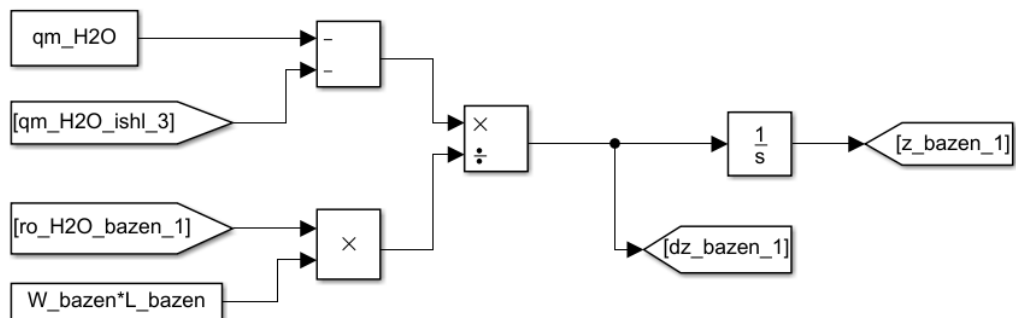 qm_H2O
-
-
[qm_H2O_ishl_3]
×
÷
1
s
[z_bazen_1]
[ro_H2O_bazen_1]
×
[dz_bazen_1]
W_bazen*L_bazen